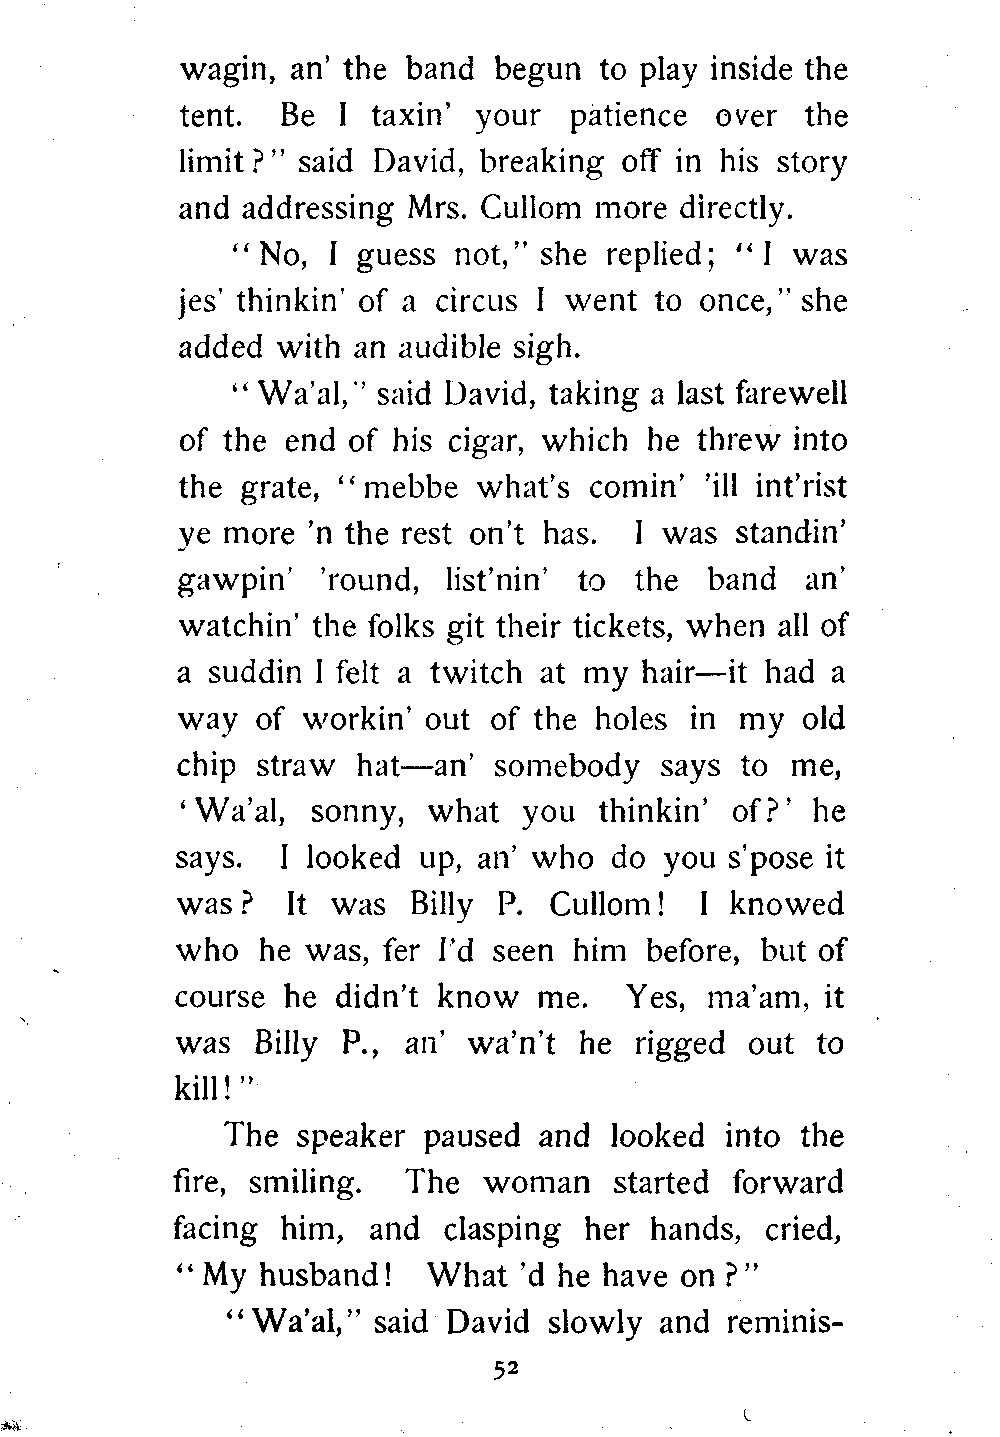 wagin, an' the band begun to play inside the
tent. Be I taxin' your patience over the
limit?" said David, breaking off in his story
and addressing Mrs. Cullom more directly.
"No, I guess not," she replied; "I was
jes' thinkin' of a circus I went to once," she
added with an audible sigh.
"Wa'al," said David, taking a last farewell
of the end of his cigar, which he threw into
the grate, "mebbe what's comin' 'ill int'rist
ye more 'n the rest on't has. I was standin'
gawpin' 'round, list'nin' to the band an'
watchin' the folks git their tickets, when all of
a suddin I felt a twitch at my hair—it had a
way of workin' out of the holes in my old
chip straw hat—an' somebody says to me,
'Wa'al, sonny, what you thinkin' of?' he
says. I looked up, an' who do you s'pose it
was? It was Billy P. Cullom! I knowed
who he was, fer I'd seen him before, but of
course he didn't know me. Yes, ma'am, it
was Billy P., an' wa'n't he rigged out to
kill!"
The speaker paused and looked into the
fire, smiling. The woman started forward
facing him, and clasping her hands, cried,
"My husband! What 'd he have on?"
"Wa'al," said David slowly and reminis-
52